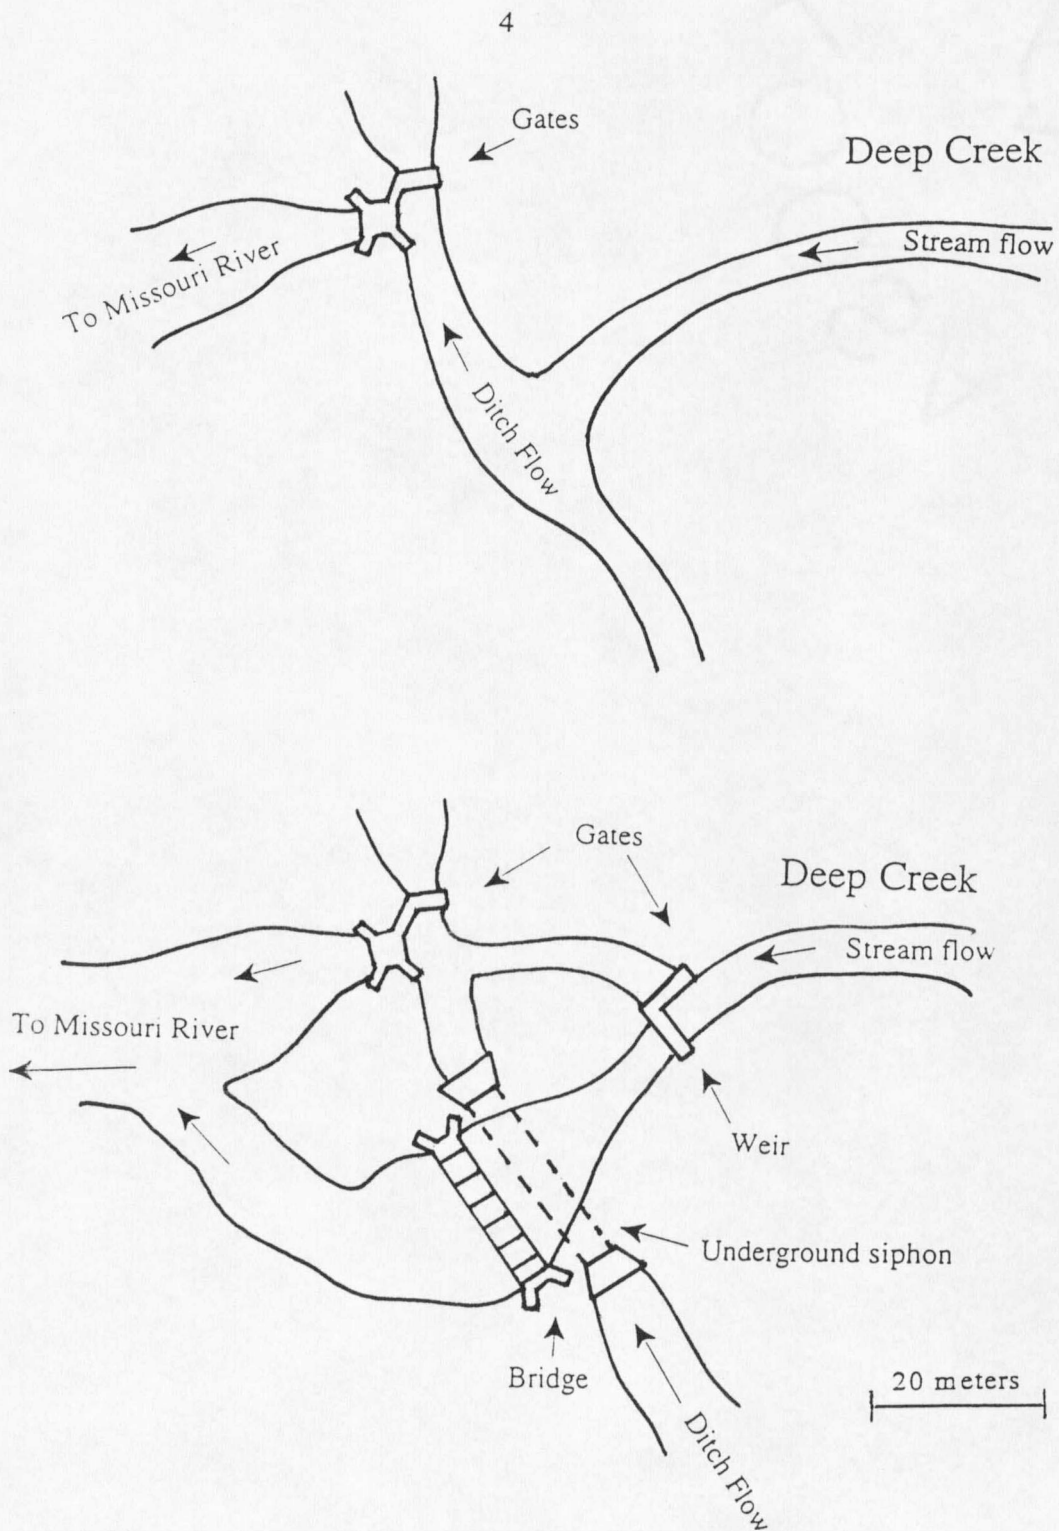 4
Gates
Deep Creek
Stream flow
To Missouri River
Ditch Flow
Gates
Deep Creek
Stream flow
To Missouri River
Weir
Underground siphon
Bridge
20 meters
Ditch Flow